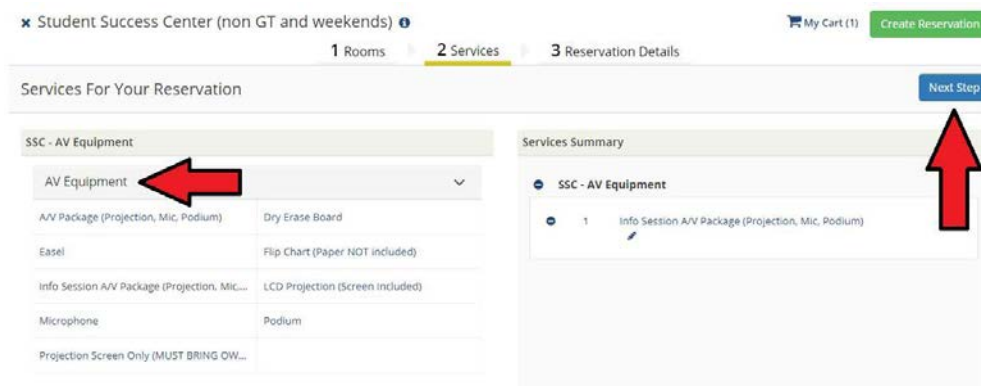 × Student Success Center (non GT and weekends)
My Cart (1)
Create Reservation
1 Rooms
2 Services
3 Reservation Details
Services For Your Reservation
Next Step
SSC - AV Equipment
Services Summary
AV Equipment
SSC - AV Equipment
A/V Package (Projection, Mic, Podium)
Dry Erase Board
1 Info Session A/V Package (Projection, Mic, Podium)
Easel
Flip Chart (Paper NOT included)
Info Session A/V Package (Projection, Mic,...
LCD Projection (Screen Included)
Microphone
Podium
Projection Screen Only (MUST BRING OW...